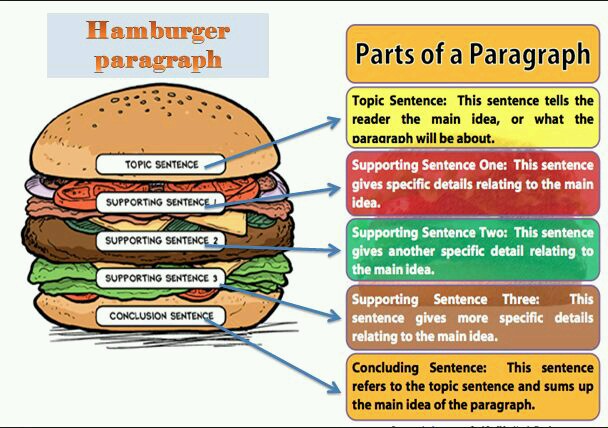 Hamburger
paragraph
Parts of a Paragraph
TOPIC SENTENCE
SUPPORTING SENTENCE 1
SUPPORTING SENTENCE 2
SUPPORTING SENTENCE 3
CONCLUSION SENTENCE
Topic Sentence: This sentence tells the
reader the main idea, or what the
paragraph will be about.
Supporting Sentence One: This sentence
gives specific details relating to the main
idea.
Supporting Sentence Two: This sentence
gives another specific detail relating to
the main idea.
Supporting Sentence Three: This
sentence gives more specific details
relating to the main idea.
Concluding Sentence: This sentence
refers to the topic sentence and sums up
the main idea of the paragraph.